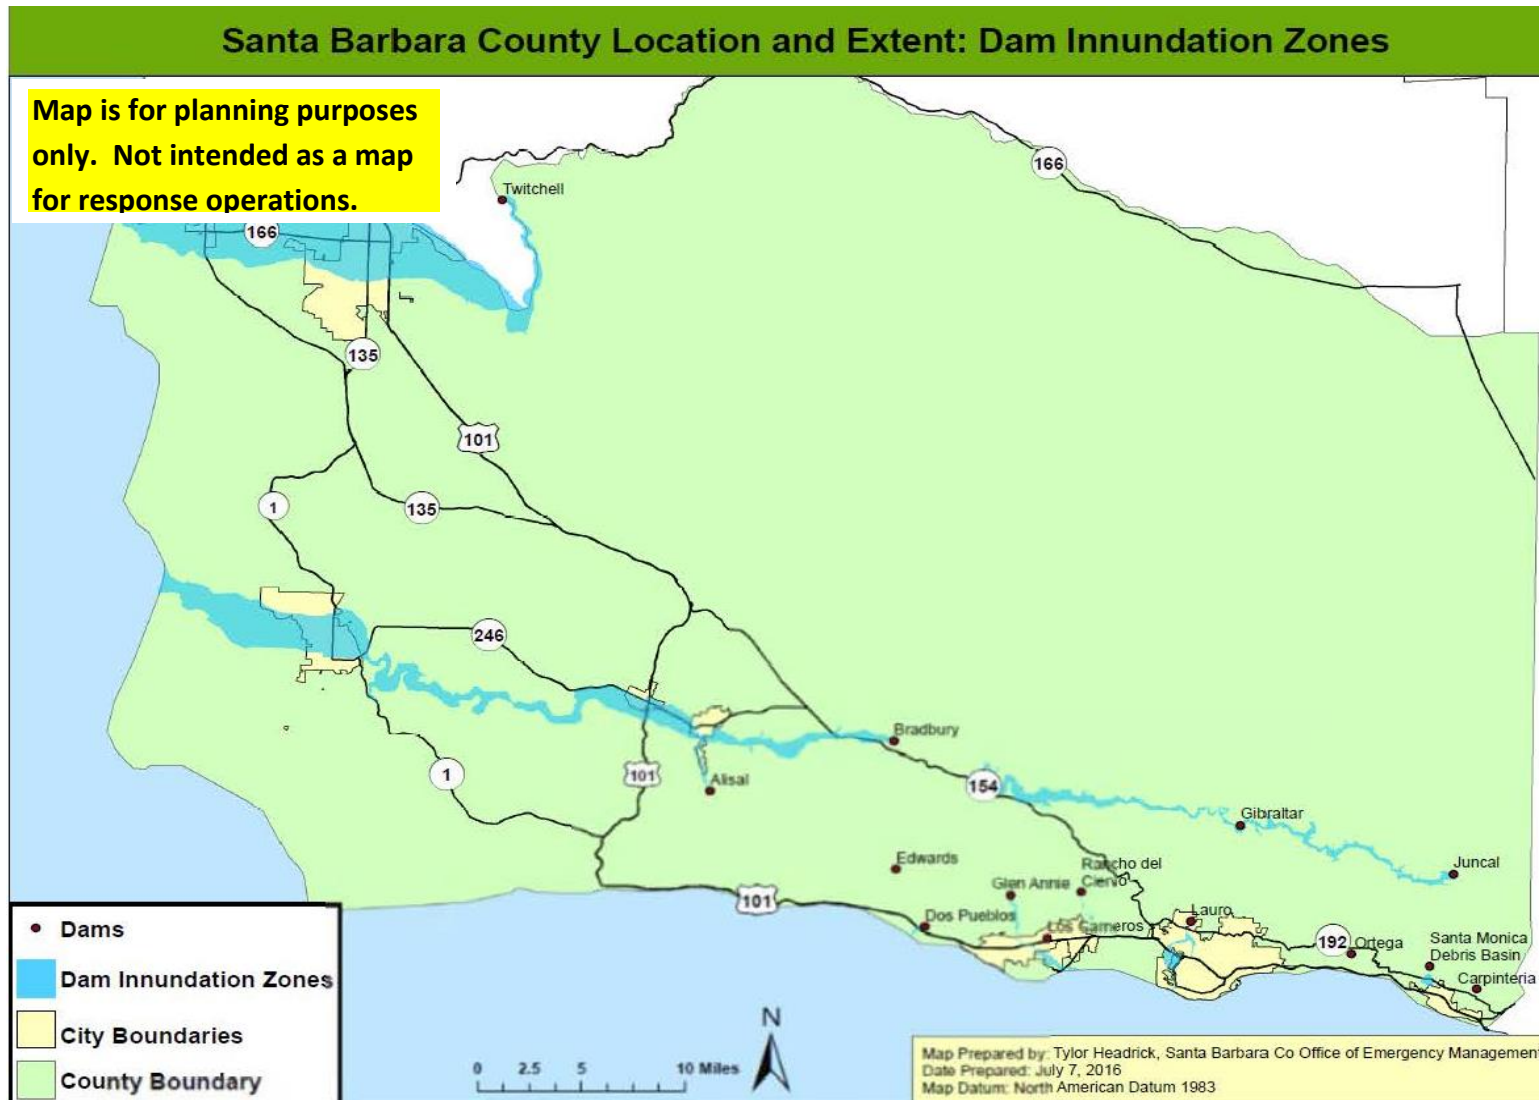 Santa Barbara County Location and Extent: Dam Innundation Zones
Map is for planning purposes
only. Not intended as a map
for response operations.
166
Twitchell
166
135
101
1
135
246
Bradbury
101
1
Alisal
154
Gibraltar
Edwards
Rancho del
Ciervo
Juncal
Glen Annie
101
Dos Pueblos
Los Carneros
Lauro
192
Ortega
Santa Monica
Debris Basin
Carpinteria
Dams
Dam Innundation Zones
City Boundaries
County Boundary
N
0 2.5 5 10 Miles
Map Prepared by: Tylor Headrick, Santa Barbara Co Office of Emergency Management
Date Prepared: July 7, 2016
Map Datum: North American Datum 1983